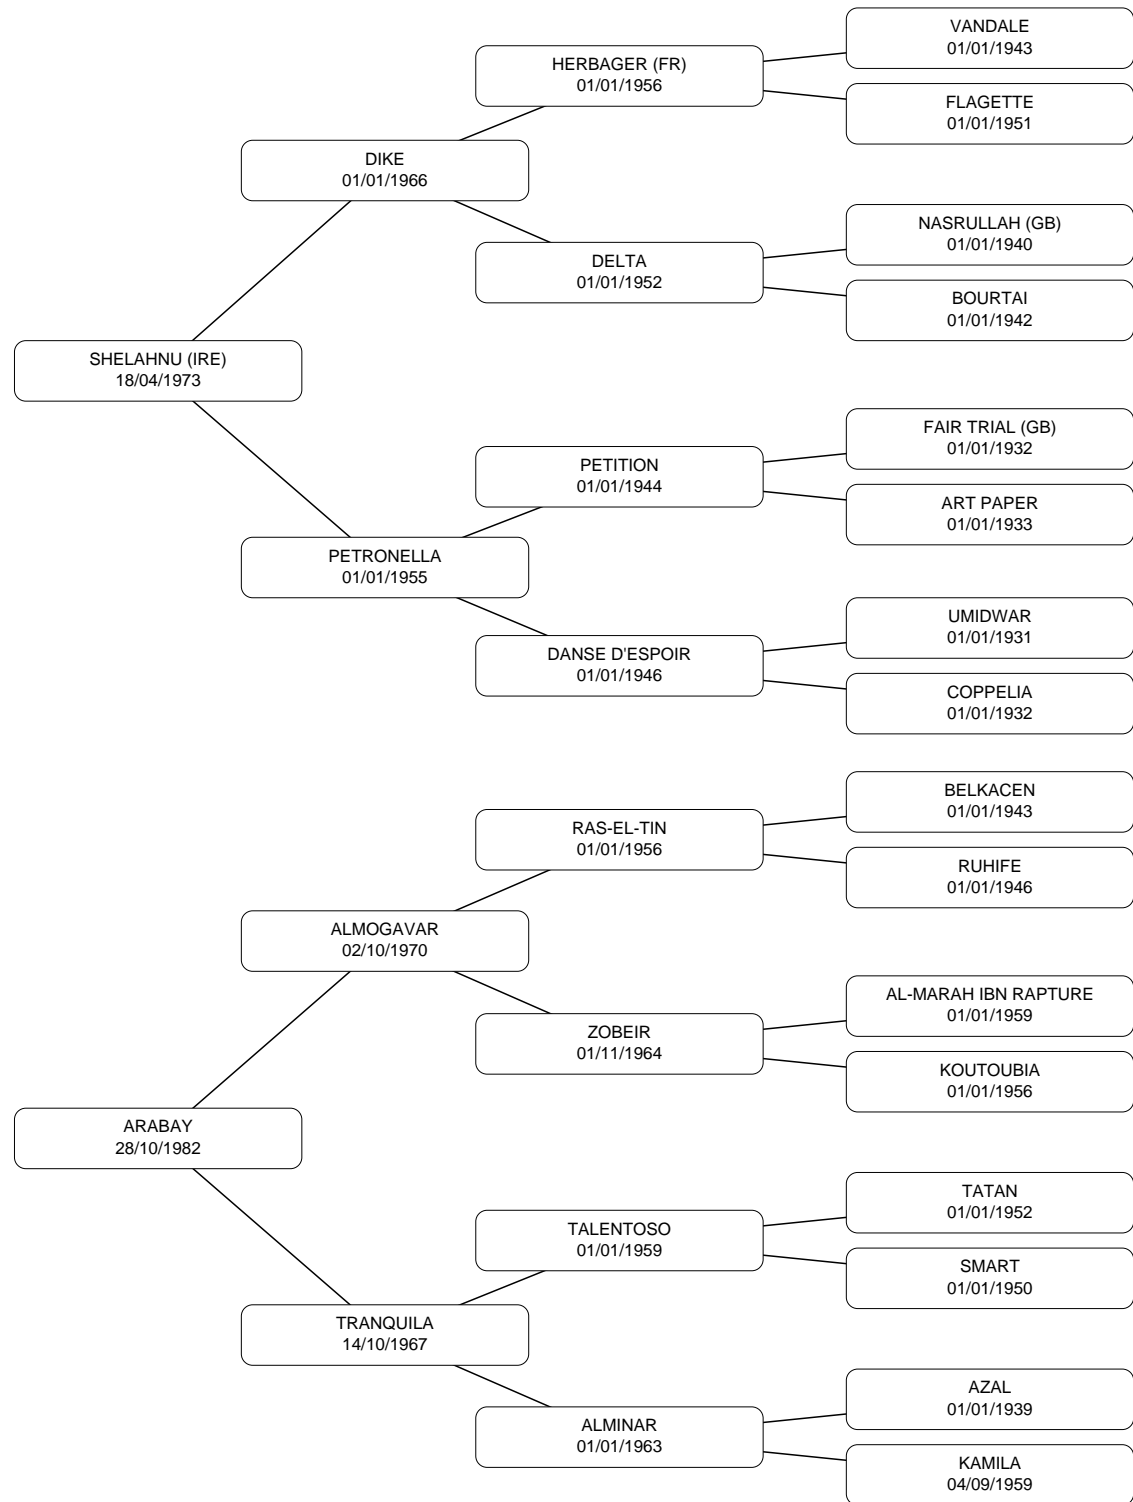 VANDALE
01/01/1943
HERBAGER (FR)
01/01/1956
FLAGETTE
01/01/1951
DIKE
01/01/1966
NASRULLAH (GB)
01/01/1940
DELTA
01/01/1952
BOURTAI
01/01/1942
SHELAHNU (IRE)
18/04/1973
FAIR TRIAL (GB)
01/01/1932
PETITION
01/01/1944
ART PAPER
01/01/1933
PETRONELLA
01/01/1955
UMIDWAR
01/01/1931
DANSE D'ESPOIR
01/01/1946
COPPELIA
01/01/1932
BELKACEN
01/01/1943
RAS-EL-TIN
01/01/1956
RUHIFE
01/01/1946
ALMOGAVAR
02/10/1970
AL-MARAH IBN RAPTURE
01/01/1959
ZOBEIR
01/11/1964
KOUTOUBIA
01/01/1956
ARABAY
28/10/1982
TATAN
01/01/1952
TALENTOSO
01/01/1959
SMART
01/01/1950
TRANQUILA
14/10/1967
AZAL
01/01/1939
ALMINAR
01/01/1963
KAMILA
04/09/1959